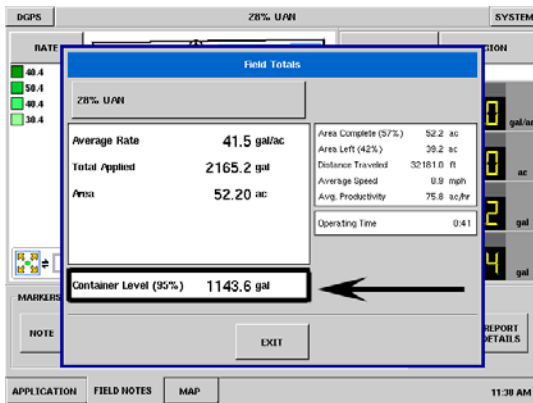 DGPS
28% UAN
SYSTEM
RATE
GION
40.4
50.4
40.4
30.4
Field Totals
28% UAN
Average Rate 41.5 gal/ac
Total Applied 2165.2 gal
Area 52.20 ac
Area Complete (57%) 52.2 ac
Area Left (42%) 39.2 ac
Distance Traveled 32181.0 ft
Average Speed 8.9 mph
Avg. Productivity 75.8 ac/hr
Operating Time 0:41
Container Level (95%) 1143.6 gal
EXIT
0 gal/ac
0 ac
2 gal
4 gal
MARKERS
NOTE
REPORT
DETAILS
APPLICATION
FIELD NOTES
MAP
11:38 AM